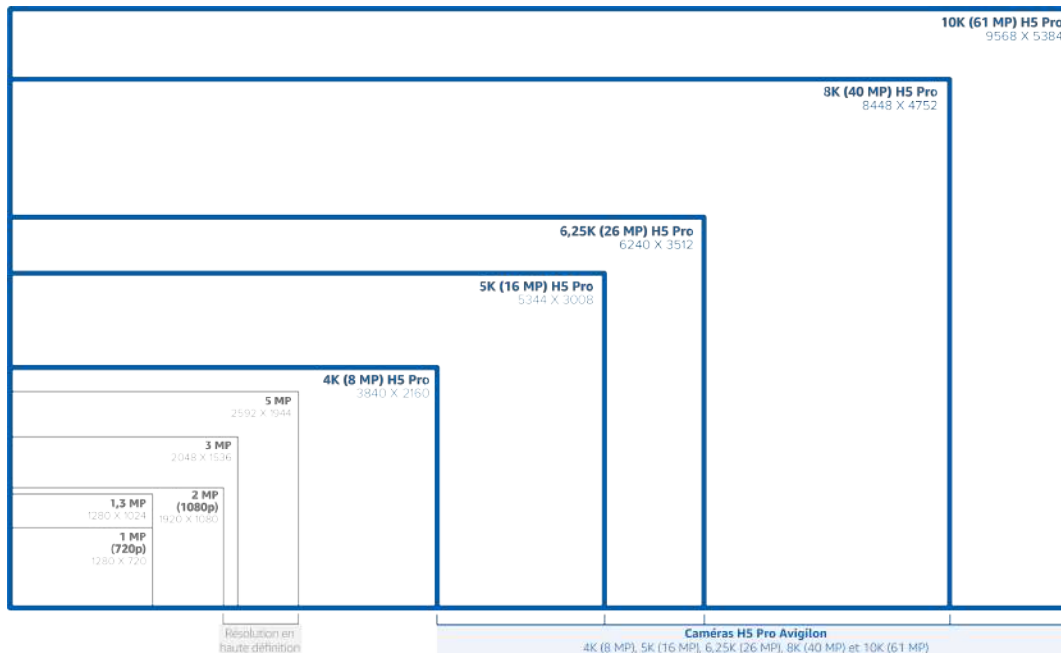 10K (61 MP) H5 Pro
9568 X 5384
8K (40 MP) H5 Pro
8448 X 4752
6,25K (26 MP) H5 Pro
6240 X 3512
5K (16 MP) H5 Pro
5344 X 3008
4K (8 MP) H5 Pro
3840 X 2160
5 MP
2592 X 1944
3 MP
2048 X 1536
2 MP
(1080p)
1920 X 1080
1,3 MP
1280 X 1024
1 MP
(720p)
1280 X 720
Résolution en
haute définition
Caméras H5 Pro Avigilon
4K (8 MP), 5K (16 MP), 6,25K (26 MP), 8K (40 MP) et 10K (61 MP)